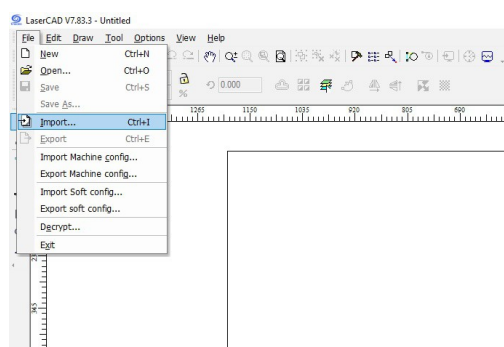 LaserCAD V7.83.3 - Untitled
File Edit Draw Tool Options View Help
New Ctrl+N
Open... Ctrl+O
Save Ctrl+S
Save As...
Import... Ctrl+I
Export Ctrl+E
Import Machine config...
Export Machine config...
Import Soft config...
Export soft config...
Decrypt...
Exit
%
0.000
1265 1150 1035 920 805 690
345